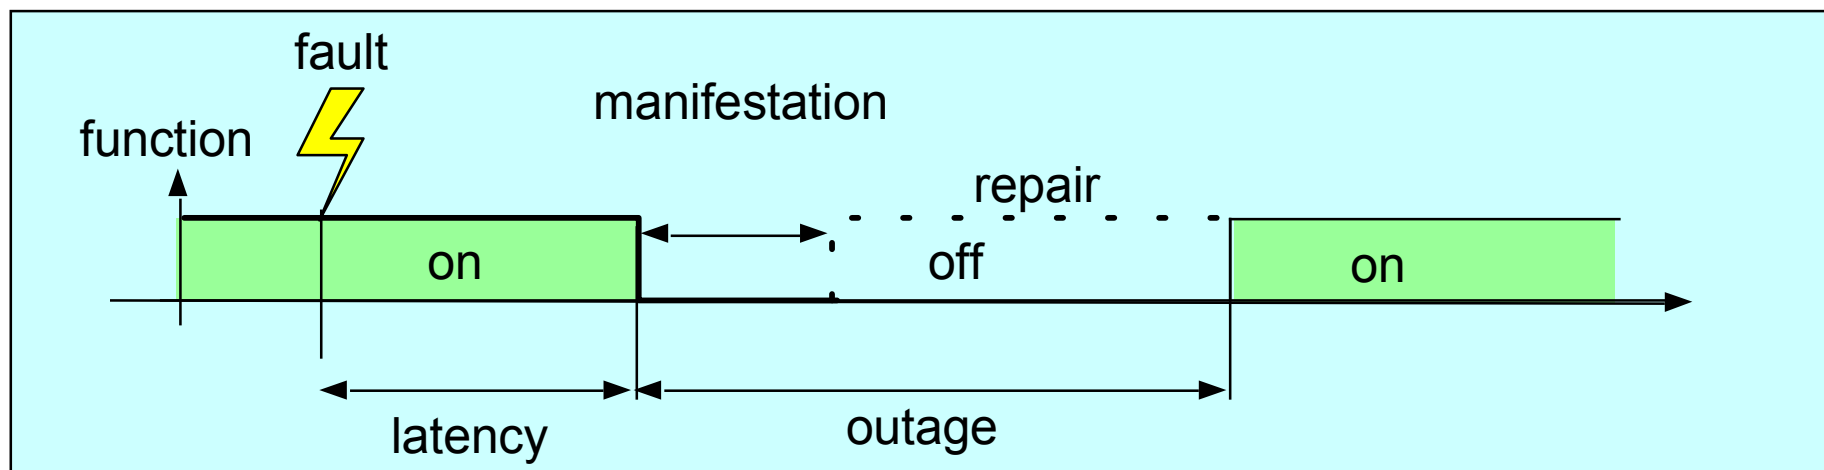 fault
manifestation
function
repair
on
off
on
latency
outage